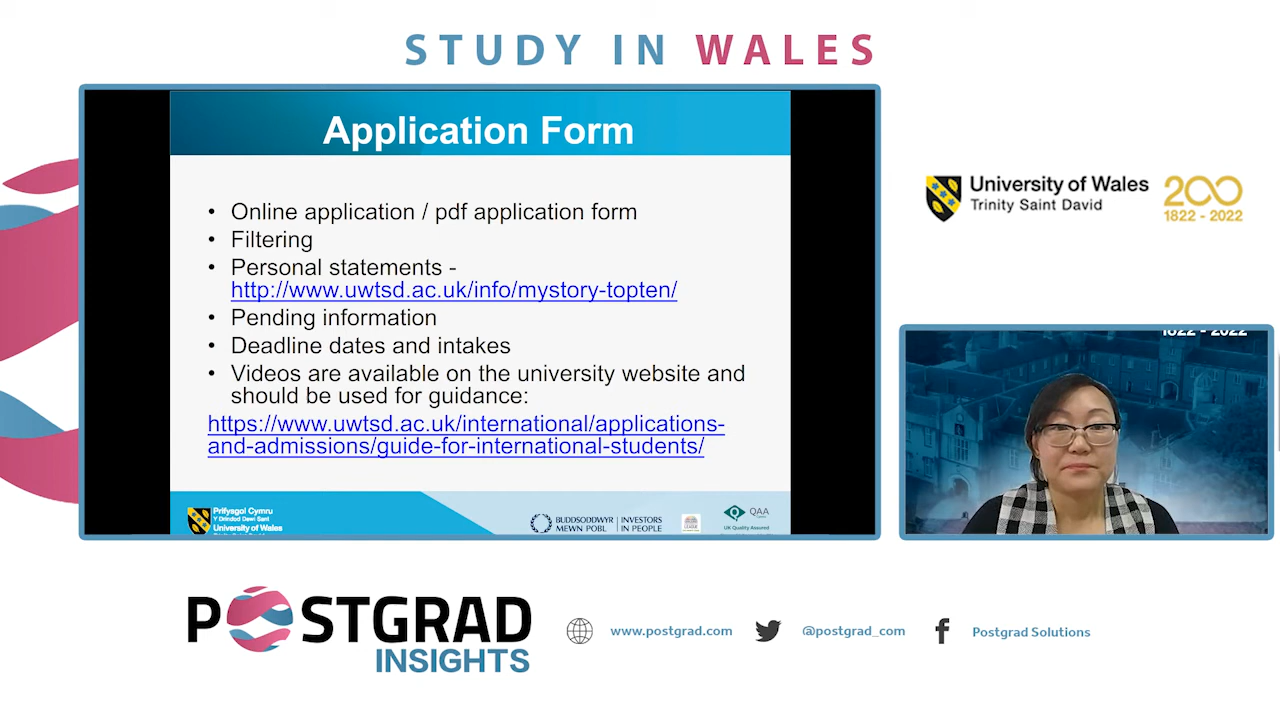 STUDY IN WALES
Application Form
• Online application / pdf application form
• Filtering
• Personal statements -
http://www.uwtsd.ac.uk/info/mystory-topten/
• Pending information
• Deadline dates and intakes
• Videos are available on the university website and
should be used for guidance:
https://www.uwtsd.ac.uk/international/applications-
and-admissions/guide-for-international-students/
Prifysgol Cymru
Y Drindod Dewi Sant
University of Wales
BUDDSODDWYR
MEWN POBL
INVESTORS
IN PEOPLE
QAA
UK Quality Assured
University of Wales
Trinity Saint David
200
1822 - 2022
1822 - 2022
POSTGRAD
INSIGHTS
www.postgrad.com
@postgrad_com
Postgrad Solutions